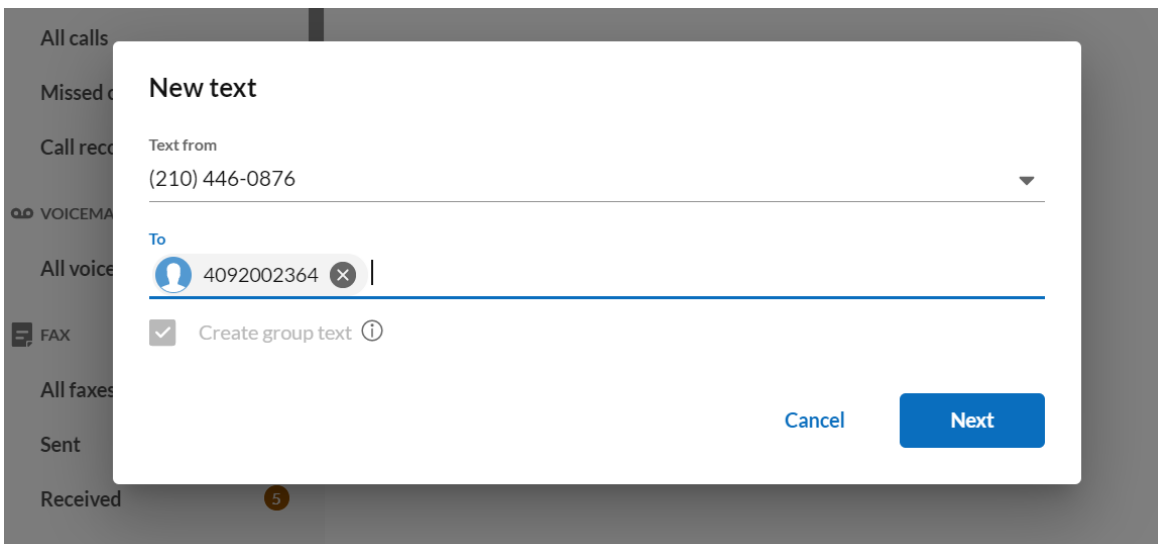 All calls
New text
Missed c
Text from
Call reco
(210) 446-0876
VOICEMA
To
All voice
4092002364
Create group text
FAX
All faxes
Cancel
Next
Sent
Received
5